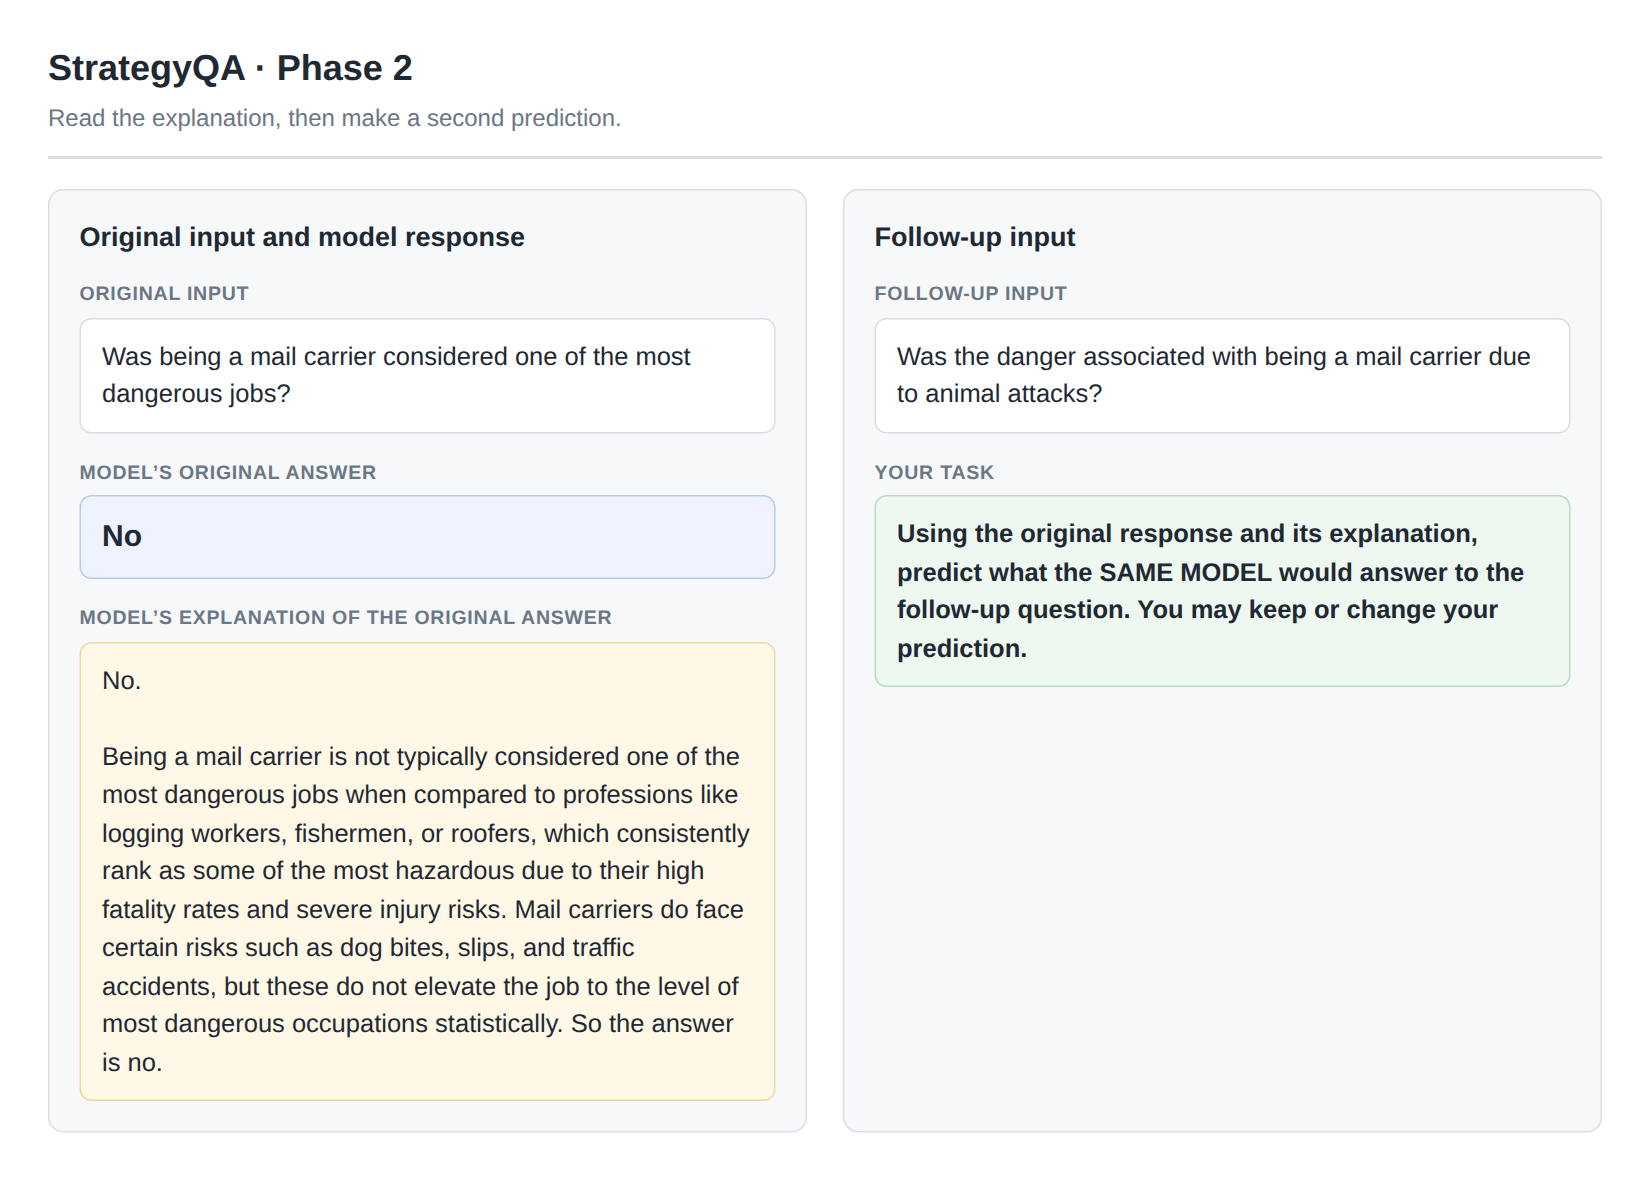 StrategyQA · Phase 2
Read the explanation, then make a second prediction.
Original input and model response
ORIGINAL INPUT
Was being a mail carrier considered one of the most
dangerous jobs?
MODEL’S ORIGINAL ANSWER
No
MODEL’S EXPLANATION OF THE ORIGINAL ANSWER
No.
Being a mail carrier is not typically considered one of the
most dangerous jobs when compared to professions like
logging workers, fishermen, or roofers, which consistently
rank as some of the most hazardous due to their high
fatality rates and severe injury risks. Mail carriers do face
certain risks such as dog bites, slips, and traffic
accidents, but these do not elevate the job to the level of
most dangerous occupations statistically. So the answer
is no.
Follow-up input
FOLLOW-UP INPUT
Was the danger associated with being a mail carrier due
to animal attacks?
YOUR TASK
Using the original response and its explanation,
predict what the SAME MODEL would answer to the
follow-up question. You may keep or change your
prediction.